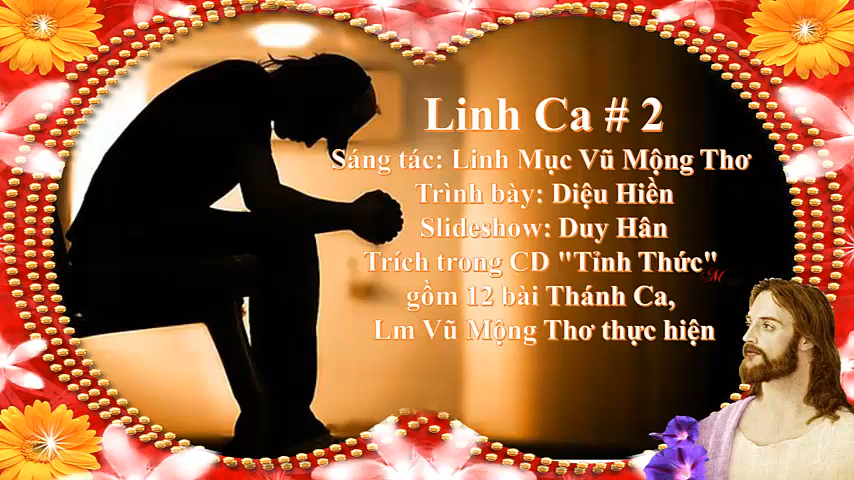 Linh Ca # 2
Sáng tác: Linh Mục Vũ Mộng Thơ
Trình bày: Diệu Hiền
Slideshow: Duy Hân
Trích trong CD "Tỉnh Thức"
gồm 12 bài Thánh Ca,
Lm Vũ Mộng Thơ thực hiện